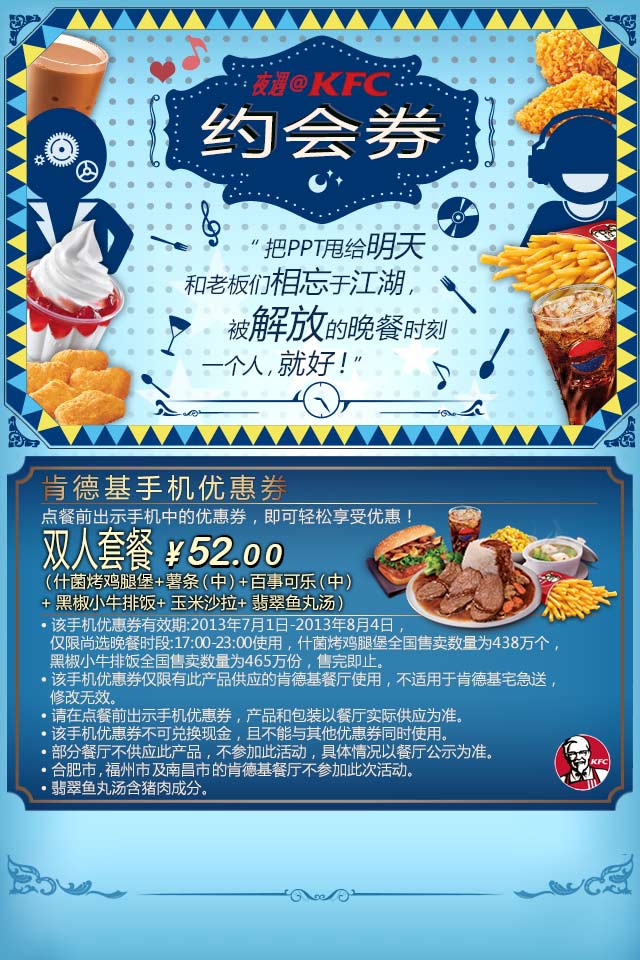 夜遇@KFC
约会券
“把PPT甩给明天
和老板们相忘于江湖，
被解放的晚餐时刻
一个人，就好！”
肯德基手机优惠券
点餐前出示手机中的优惠券，即可轻松享受优惠！
双人套餐 ￥52.00
（什菌烤鸡腿堡+薯条（中）+百事可乐（中）
+ 黑椒小牛排饭+ 玉米沙拉+ 翡翠鱼丸汤）
• 该手机优惠券有效期:2013年7月1日-2013年8月4日，
仅限尚选晚餐时段:17:00-23:00使用，什菌烤鸡腿堡全国售卖数量为438万个，
黑椒小牛排饭全国售卖数量为465万份，售完即止。
• 该手机优惠券仅限有此产品供应的肯德基餐厅使用，不适用于肯德基宅急送，
修改无效。
• 请在点餐前出示手机优惠券，产品和包装以餐厅实际供应为准。
• 该手机优惠券不可兑换现金，且不能与其他优惠券同时使用。
• 部分餐厅不供应此产品，不参加此活动，具体情况以餐厅公示为准。
• 合肥市，福州市及南昌市的肯德基餐厅不参加此次活动。
• 翡翠鱼丸汤含猪肉成分。
KFC